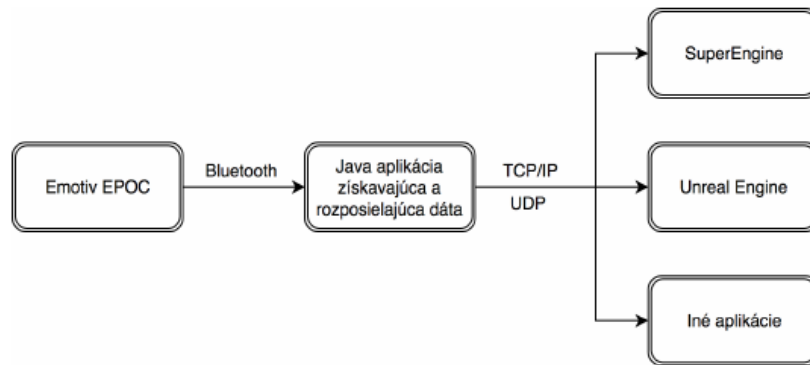 SuperEngine
Emotiv EPOC
Bluetooth
Java aplikácia
získavajúca a
rozposielajúca dáta
TCP/IP
UDP
Unreal Engine
Iné aplikácie